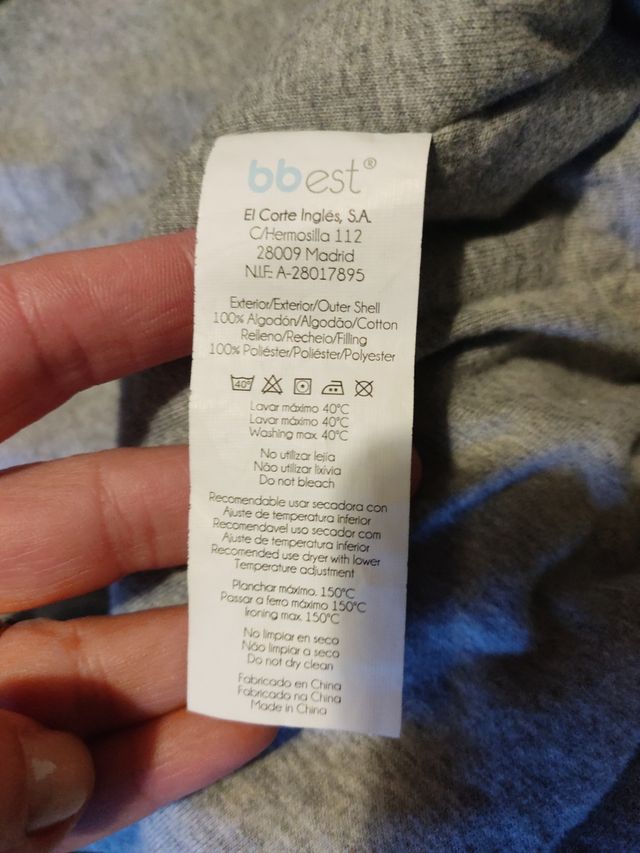 bbest®
El Corte Inglés, S.A.
C/Hermosilla 112
28009 Madrid
N.I.F: A-28017895
Exterior/Exterior/Outer Shell
100% Algodón/Algodão/Cotton
Relleno/Recheio/Filling
100% Poliéster/Poliéster/Polyester
40°
Lavar máximo 40°C
Lavar máximo 40°C
Washing max. 40°C
No utilizar lejía
Não utilizar lixívia
Do not bleach
Recomendable usar secadora con
Ajuste de temperatura inferior
Recomendavel uso secador com
Ajuste de temperatura inferior
Recomended use dryer with lower
Temperature adjustment
Planchar máximo. 150°C
Passar a ferro máximo 150°C
Ironing max. 150°C
No limpiar en seco
Não limpiar a seco
Do not dry clean
Fabricado en China
Fabricado na China
Made in China